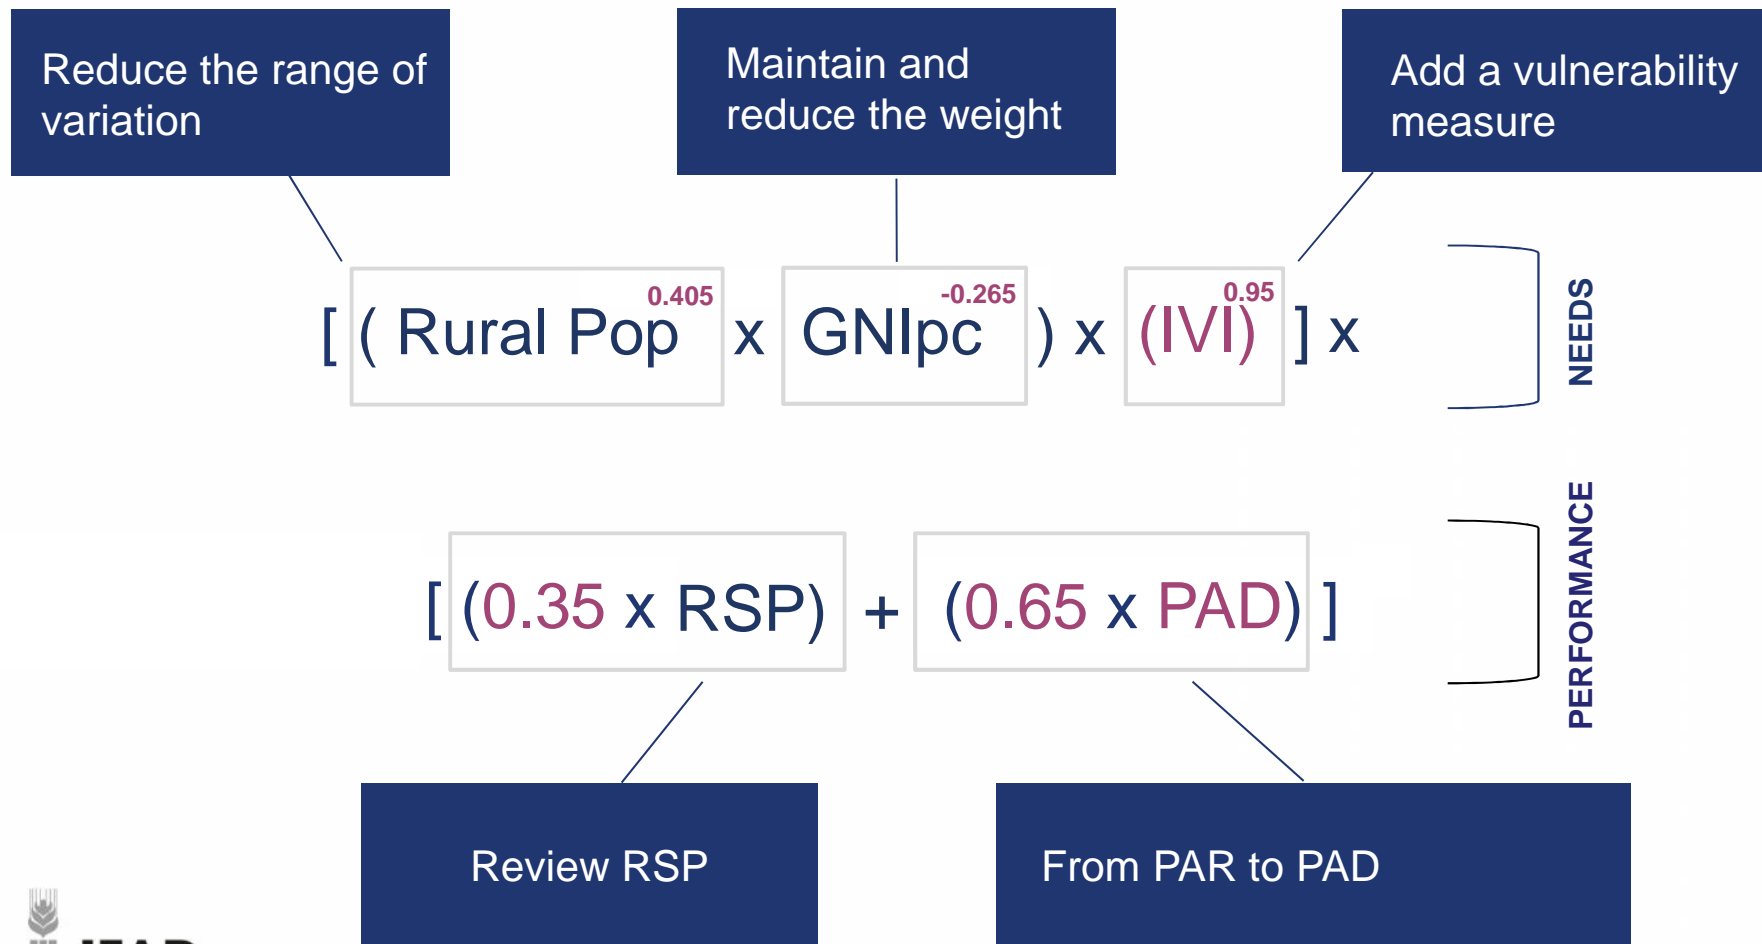 Reduce the range of
variation
Maintain and
reduce the weight
Add a vulnerability
measure
[ ( Rural Pop 0.405 x GNIpc -0.265 ) x (IVI) 0.95 ] x
NEEDS
[ (0.35 x RSP) + (0.65 x PAD) ]
PERFORMANCE
Review RSP
From PAR to PAD
IFAD